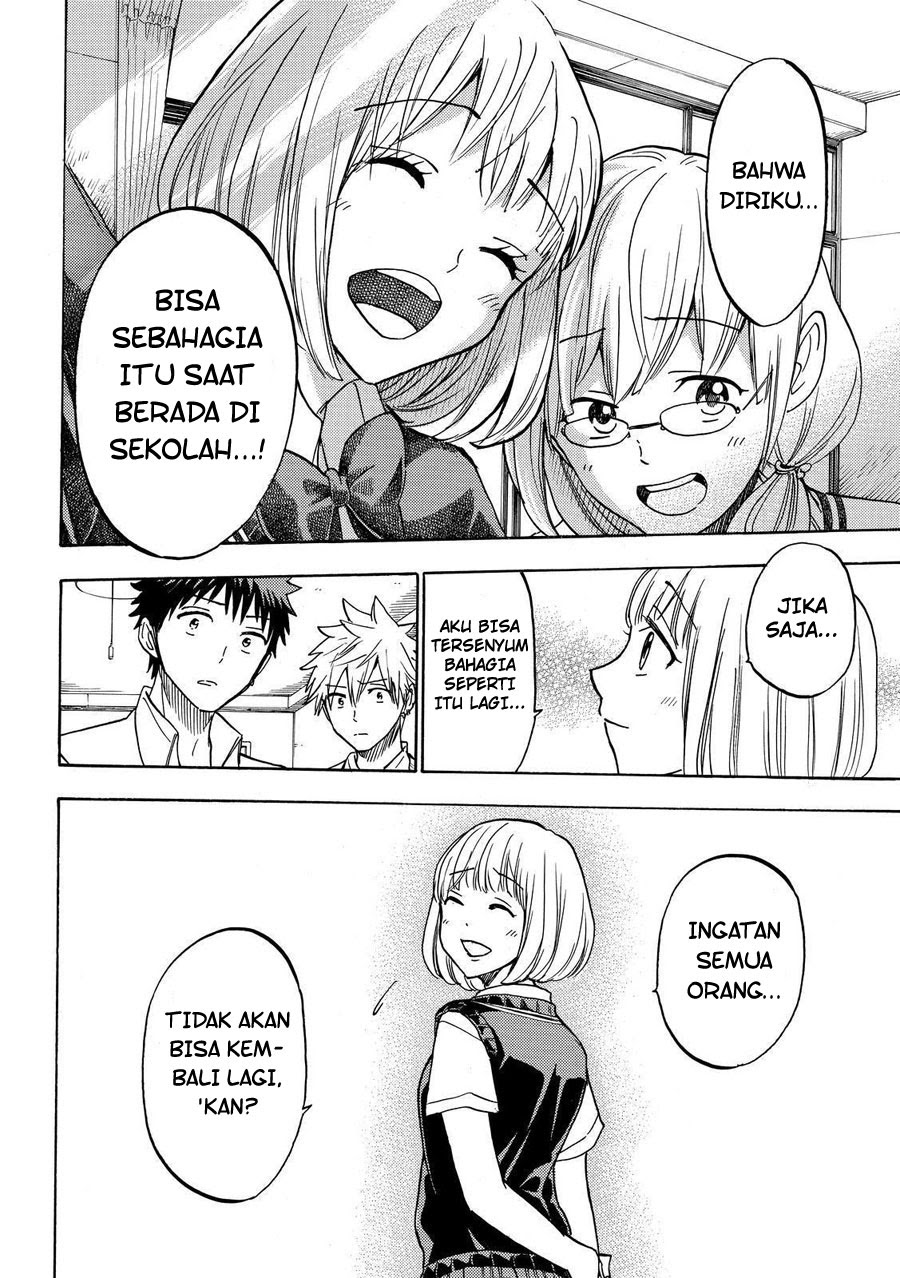 BAHWA
DIRIKU...
BISA
SEBAHAGIA
ITU SAAT
BERADA DI
SEKOLAH...!
JIKA
SAJA...
AKU BISA
TERSENYUM
BAHAGIA
SEPERTI
ITU LAGI...
INGATAN
SEMUA
ORANG...
TIDAK AKAN
BISA KEM-
BALI LAGI,
'KAN?